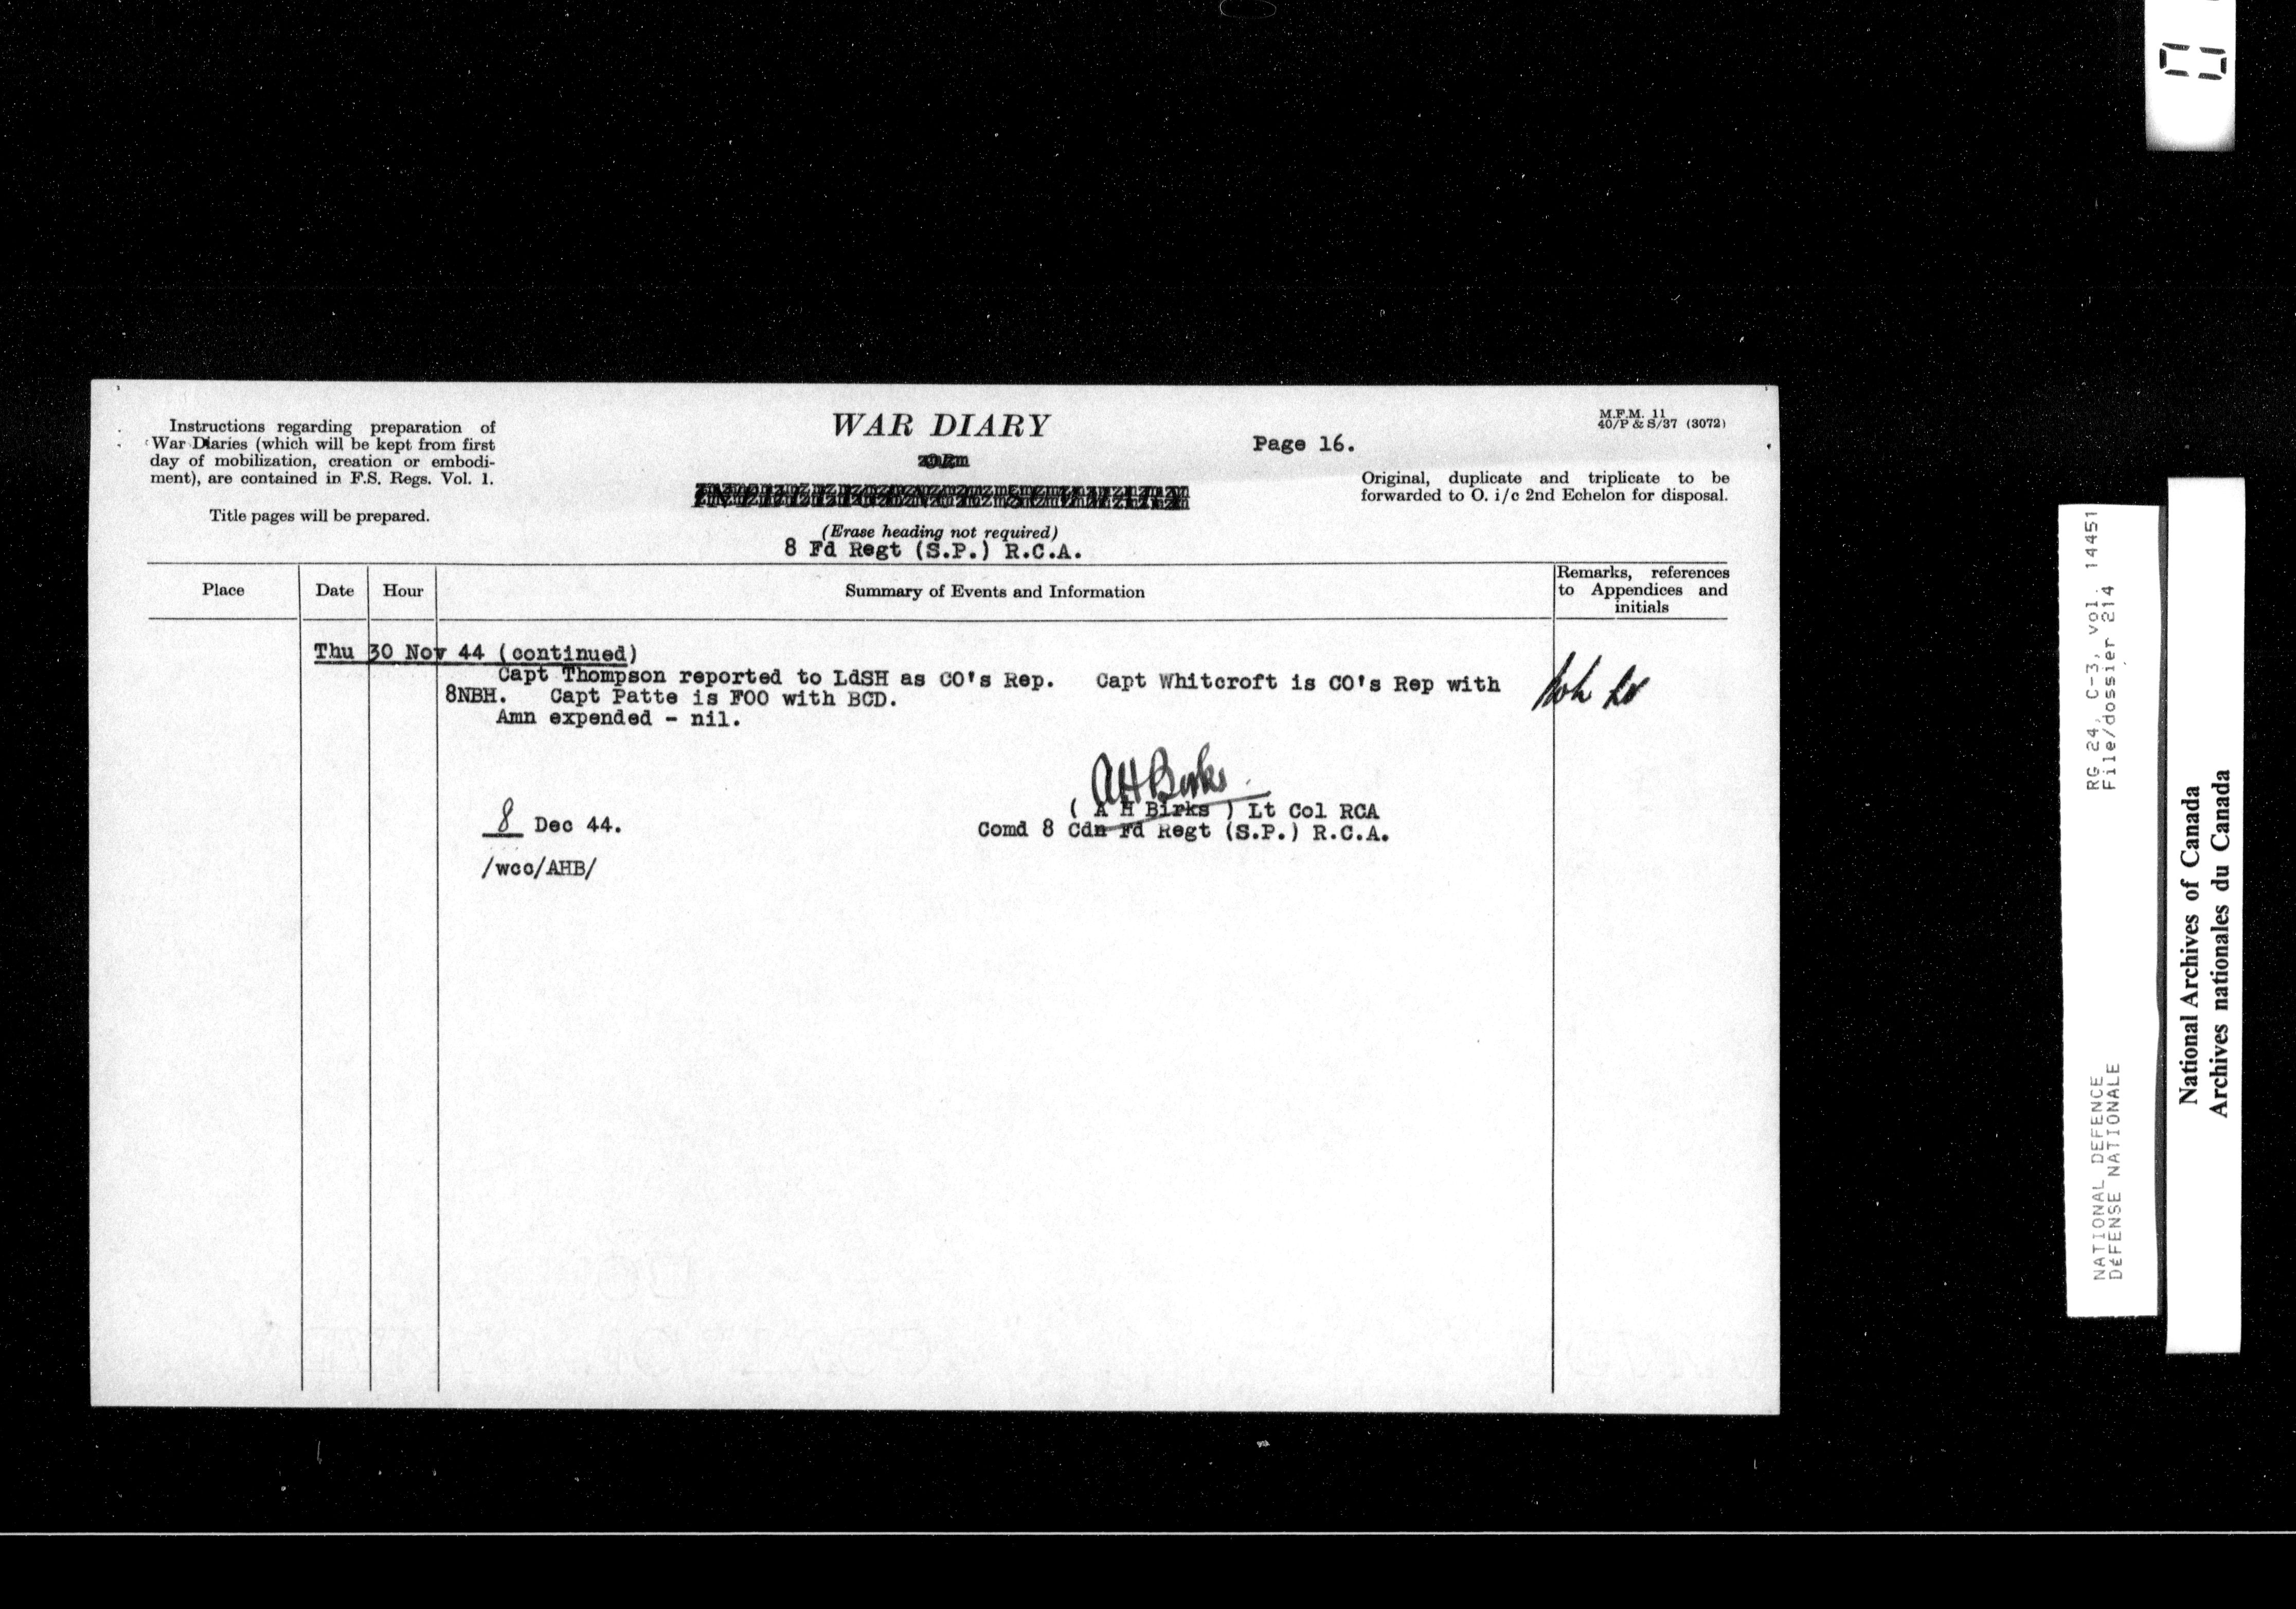 Instructions regarding preparation of
War Diaries (which will be kept from first
day of mobilization, creation or embodi-
ment), are contained in F.S. Regs. Vol. 1.
Title pages will be prepared.
WAR DIARY
(Erase heading not required)
8 Fd Regt (S.P.) R.C.A.
Page 16.
M.F.M. 11
40/P & S/37 (3072)
Original, duplicate and triplicate to be
forwarded to O. i/c 2nd Echelon for disposal.
Place
Date
Hour
Summary of Events and Information
Remarks, references
to Appendices and
initials
Thu 30 Nov 44 (continued)
Capt Thompson reported to LdSH as CO's Rep. Capt Whitcroft is CO's Rep with
8NBH. Capt Patte is FOO with BCD.
Amn expended - nil.
AHBirks
( A H Birks ) Lt Col RCA
Comd 8 Cdn Fd Regt (S.P.) R.C.A.
8 Dec 44.
/wcc/AHB/
RG 24, C-3, vol. 14451
File/dossier 214
NATIONAL DEFENCE
DéFENSE NATIONALE
National Archives of Canada
Archives nationales du Canada